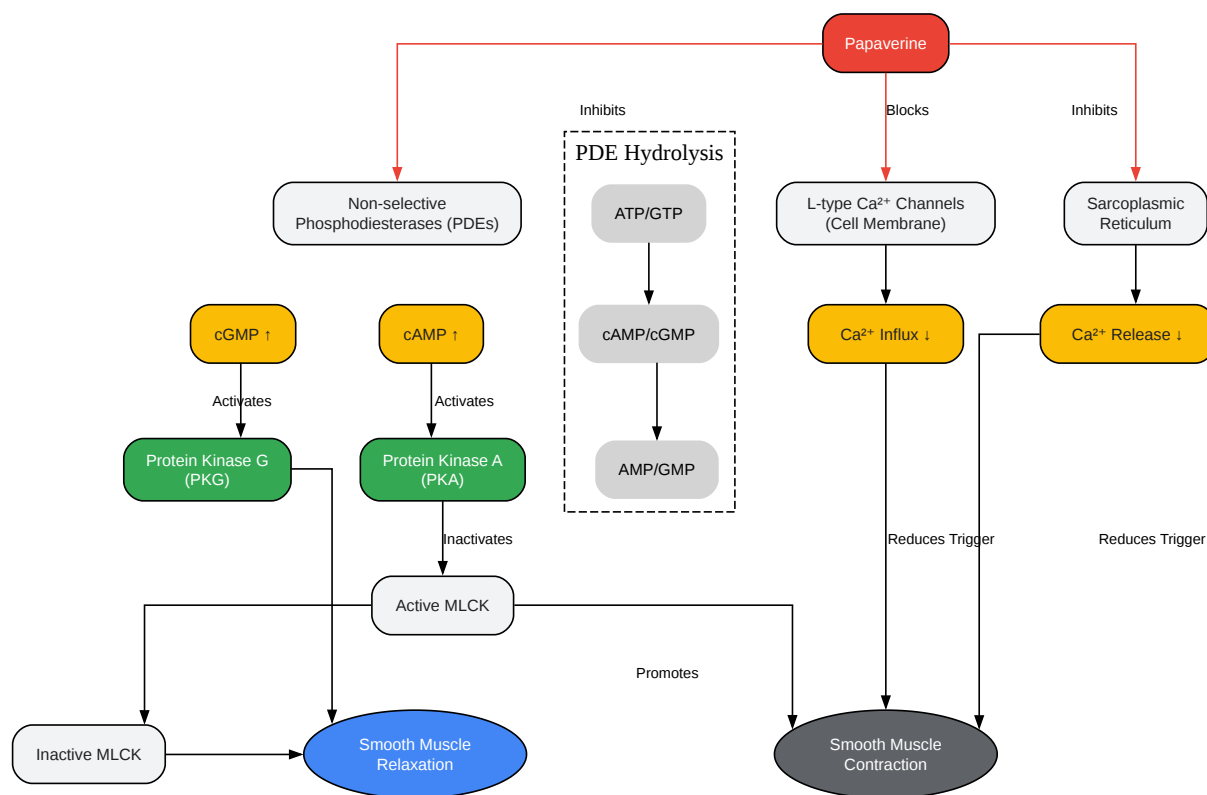 Papaverine
Inhibits
Blocks
Inhibits
PDE Hydrolysis
Non-selective
Phosphodiesterases (PDEs)
ATP/GTP
L-type Ca²⁺ Channels
(Cell Membrane)
Sarcoplasmic
Reticulum
cGMP ↑
cAMP ↑
cAMP/cGMP
Ca²⁺ Influx ↓
Ca²⁺ Release ↓
Activates
Activates
Protein Kinase G
(PKG)
Protein Kinase A
(PKA)
AMP/GMP
Inactivates
Reduces Trigger
Reduces Trigger
Active MLCK
Promotes
Inactive MLCK
Smooth Muscle
Relaxation
Smooth Muscle
Contraction